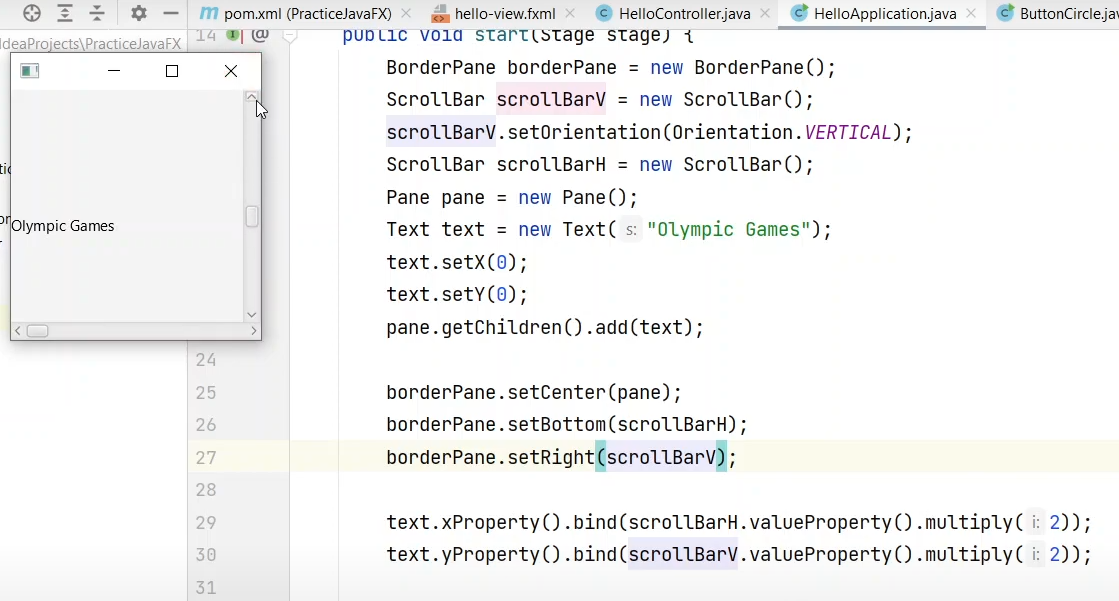 pom.xml (PracticeJavaFX) hello-view.fxml HelloController.java HelloApplication.java ButtonCircle.jav
IdeaProjects\PracticeJavaFX
14 public void start(Stage stage) {
BorderPane borderPane = new BorderPane();
ScrollBar scrollBarV = new ScrollBar();
scrollBarV.setOrientation(Orientation.VERTICAL);
ScrollBar scrollBarH = new ScrollBar();
Pane pane = new Pane();
Text text = new Text( s: "Olympic Games");
Olympic Games
text.setX(0);
text.setY(0);
pane.getChildren().add(text);
24
25 borderPane.setCenter(pane);
26 borderPane.setBottom(scrollBarH);
27 borderPane.setRight(scrollBarV);
28
29 text.xProperty().bind(scrollBarH.valueProperty().multiply( i: 2));
30 text.yProperty().bind(scrollBarV.valueProperty().multiply( i: 2));
31